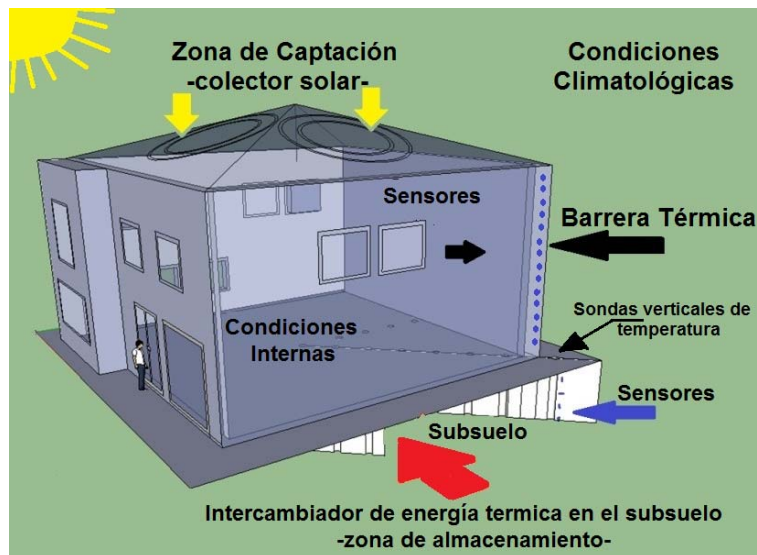 Zona de Captación
-colector solar-
Condiciones
Climatológicas
Sensores
Barrera Térmica
Sondas verticales de
temperatura
Condiciones
Internas
Sensores
Subsuelo
Intercambiador de energía termica en el subsuelo
-zona de almacenamiento-